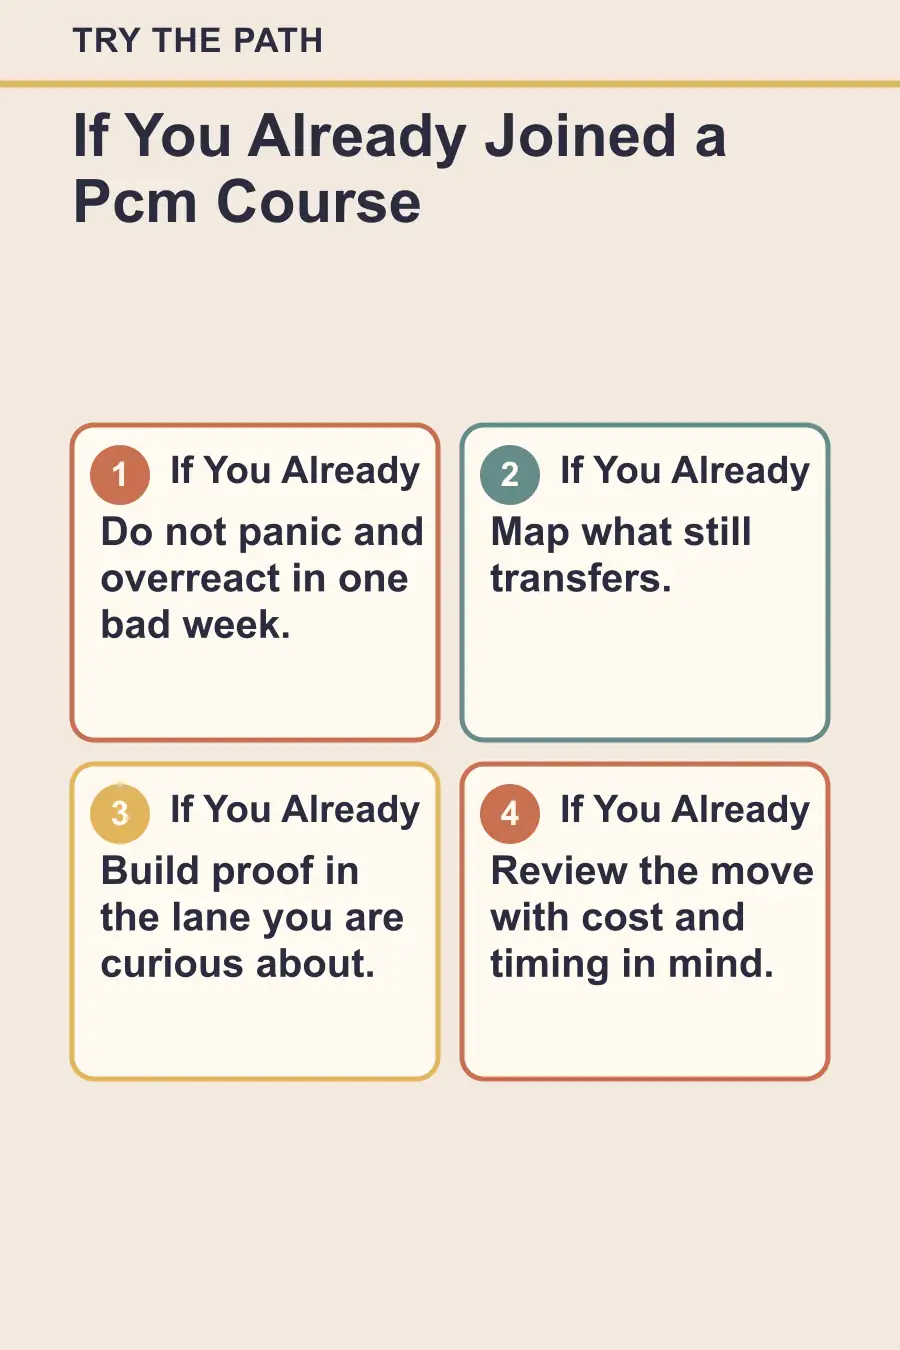 TRY THE PATH
If You Already Joined a
Pcm Course
1 If You Already
Do not panic and
overreact in one
bad week.
2 If You Already
Map what still
transfers.
3 If You Already
Build proof in
the lane you are
curious about.
4 If You Already
Review the move
with cost and
timing in mind.